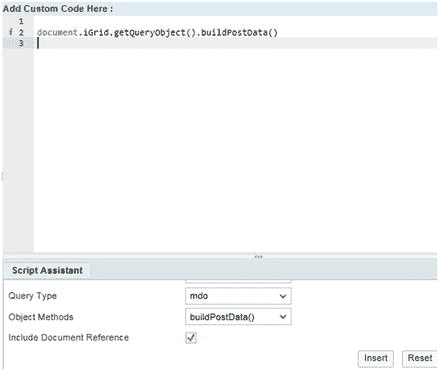 Add Custom Code Here :
1
i 2 document.iGrid.getQueryObject().buildPostData()
3
Script Assistant
Query Type mdo
Object Methods buildPostData()
Include Document Reference
Insert Reset